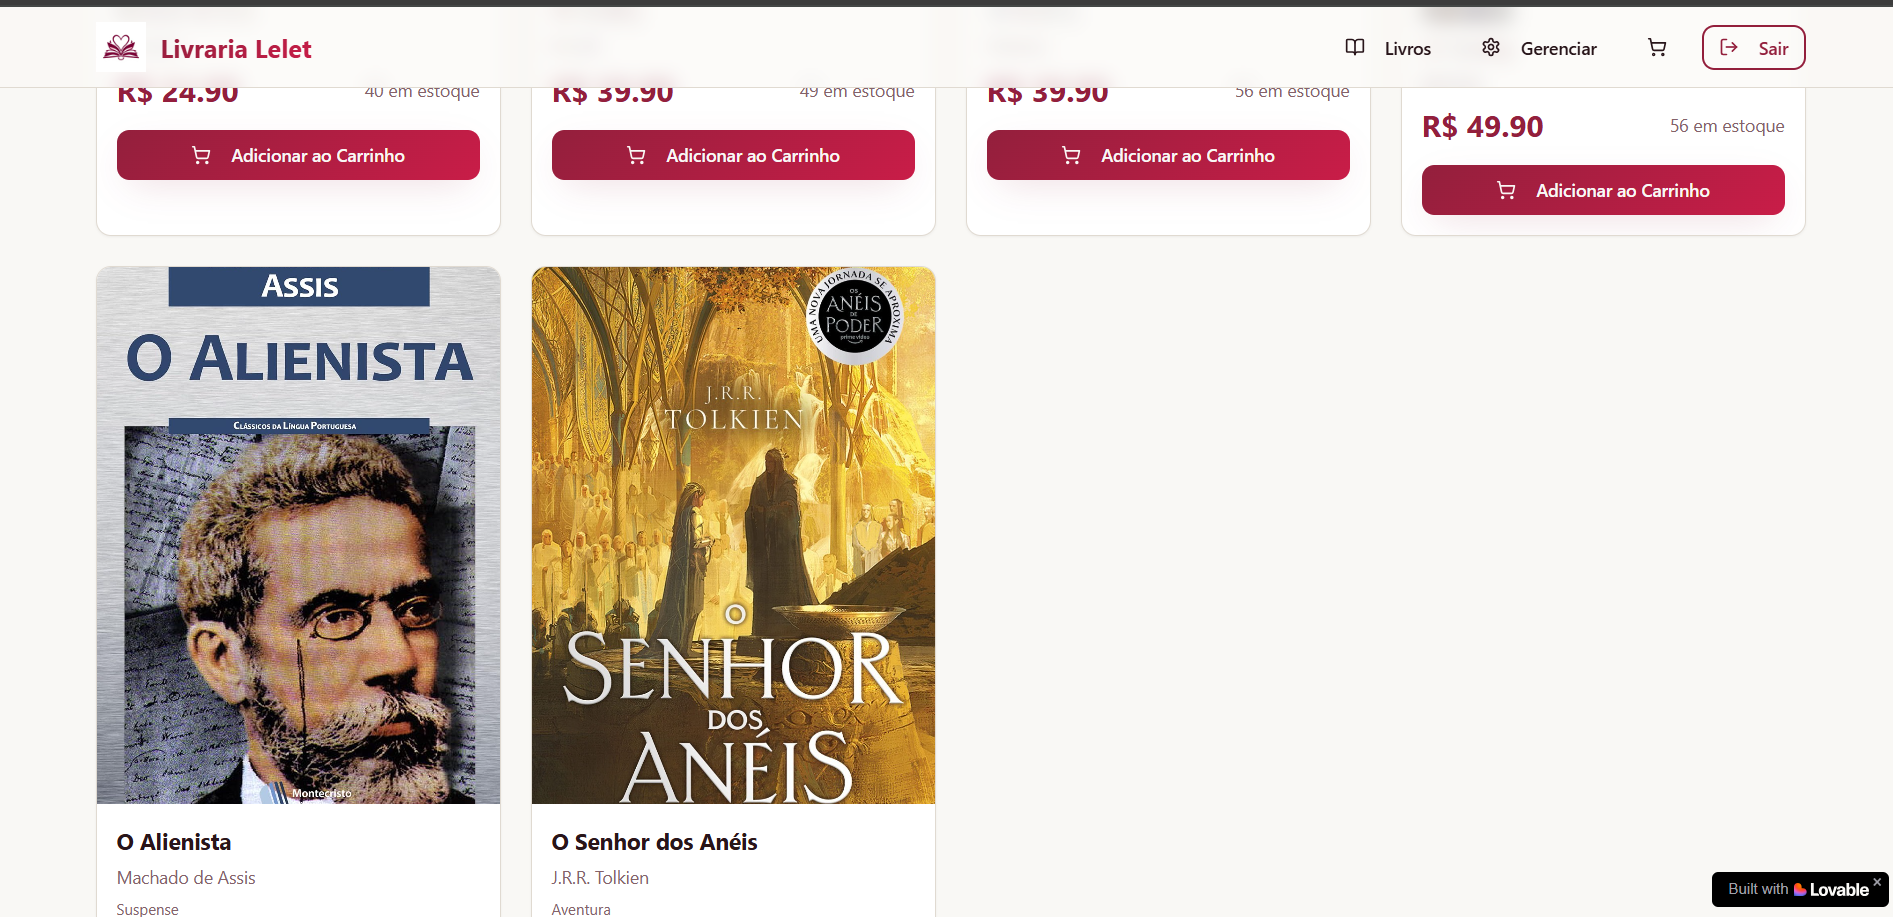 Livraria Lelet
Livros
Gerenciar
Sair
R$ 24.90
40 em estoque
R$ 39.90
49 em estoque
R$ 39.90
56 em estoque
R$ 49.90
56 em estoque
Adicionar ao Carrinho
Adicionar ao Carrinho
Adicionar ao Carrinho
Adicionar ao Carrinho
ASSIS
O ALIENISTA
CLÁSSICOS DA LÍNGUA PORTUGUESA
Montecristo
UMA NOVA JORNADA SE APROXIMA
OS
ANÉIS
DE
PODER
prime video
J.R.R.
TOLKIEN
O
SENHOR
DOS
ANÉIS
O Alienista
Machado de Assis
Suspense
O Senhor dos Anéis
J.R.R. Tolkien
Aventura
Built with Lovable